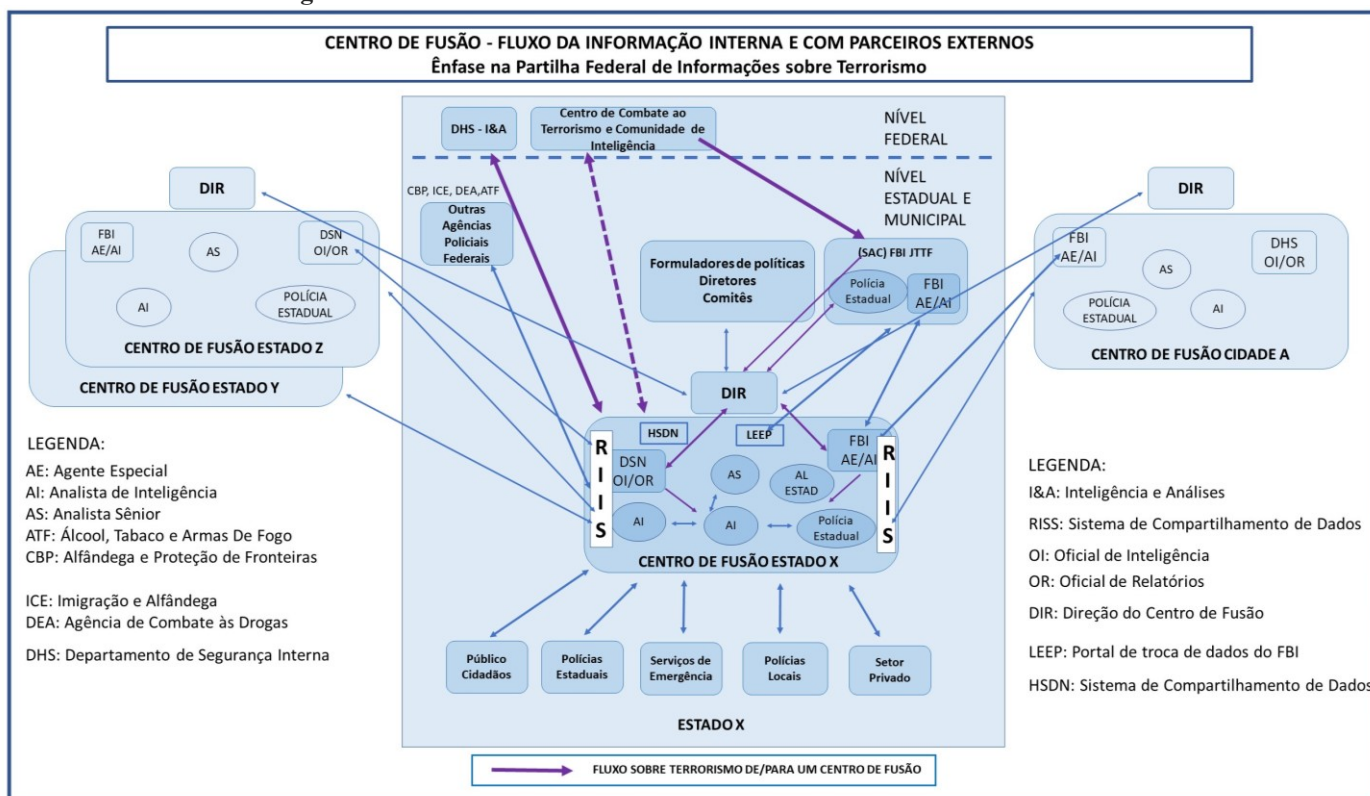 CENTRO DE FUSÃO - FLUXO DA INFORMAÇÃO INTERNA E COM PARCEIROS EXTERNOS
Ênfase na Partilha Federal de Informações sobre Terrorismo
DHS - I&A
Centro de Combate ao
Terrorismo e Comunidade de
Inteligência
NÍVEL
FEDERAL
NÍVEL
ESTADUAL E
MUNICIPAL
CBP, ICE, DEA,ATF
Outras
Agências
Policiais
Federais
Formuladores de políticas
Diretores
Comitês
(SAC) FBI JTTF
Polícia
Estadual
FBI
AE/AI
DIR
FBI
AE/AI
AS
DSN
OI/OR
AI
POLÍCIA
ESTADUAL
CENTRO DE FUSÃO ESTADO Z
CENTRO DE FUSÃO ESTADO Y
DIR
FBI
AE/AI
AS
DHS
OI/OR
POLÍCIA
ESTADUAL
AI
CENTRO DE FUSÃO CIDADE A
DIR
HSDN
LEEP
R
I
I
S
DSN
OI/OR
AS
AL
ESTAD
FBI
AE/AI
R
I
I
S
AI
AI
Polícia
Estadual
CENTRO DE FUSÃO ESTADO X
Público
Cidadãos
Polícias
Estaduais
Serviços de
Emergência
Polícias
Locais
Setor
Privado
ESTADO X
FLUXO SOBRE TERRORISMO DE/PARA UM CENTRO DE FUSÃO
LEGENDA:
AE: Agente Especial
AI: Analista de Inteligência
AS: Analista Sênior
ATF: Álcool, Tabaco e Armas De Fogo
CBP: Alfândega e Proteção de Fronteiras
ICE: Imigração e Alfândega
DEA: Agência de Combate às Drogas
DHS: Departamento de Segurança Interna
LEGENDA:
I&A: Inteligência e Análises
RISS: Sistema de Compartilhamento de Dados
OI: Oficial de Inteligência
OR: Oficial de Relatórios
DIR: Direção do Centro de Fusão
LEEP: Portal de troca de dados do FBI
HSDN: Sistema de Compartilhamento de Dados